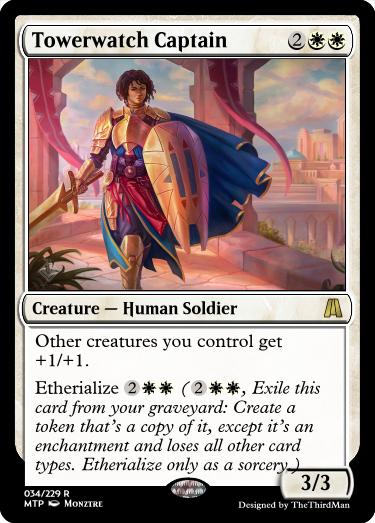 Towerwatch Captain 2
Creature — Human Soldier
Other creatures you control get
+1/+1.
Etherialize 2 ( 2, Exile this
card from your graveyard: Create a
token that's a copy of it, except it's an
enchantment and loses all other card
types. Etherialize only as a sorcery.)
3/3
034/229 R
MTP Monztre
Designed by TheThirdMan